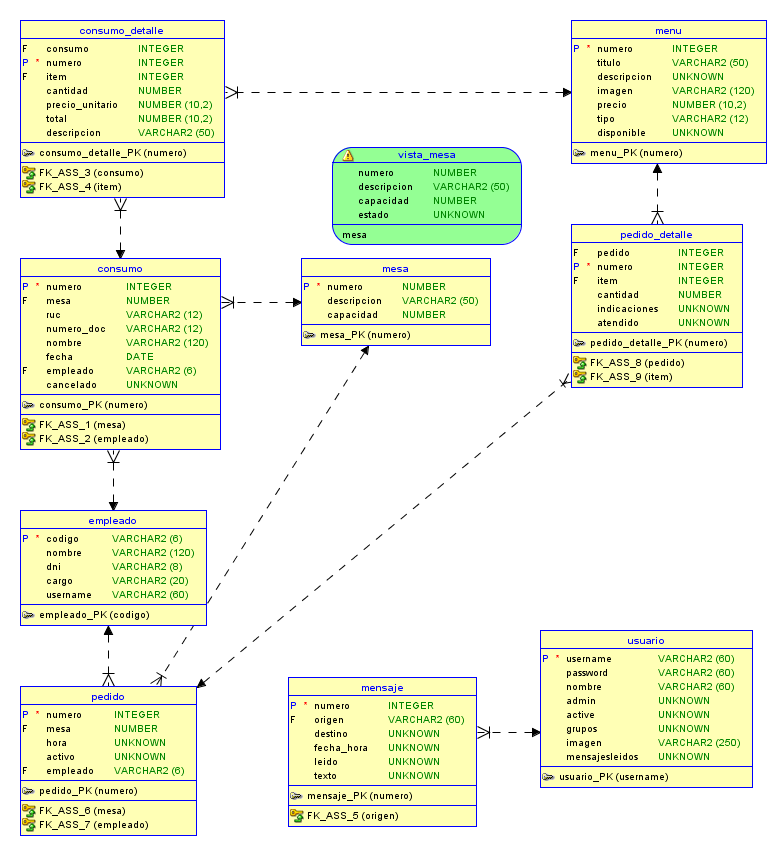 consumo_detalle
F consumo INTEGER
P * numero INTEGER
F item INTEGER
cantidad NUMBER
precio_unitario NUMBER (10,2)
total NUMBER (10,2)
descripcion VARCHAR2 (50)
consumo_detalle_PK (numero)
FK_ASS_3 (consumo)
FK_ASS_4 (item)
menu
P * numero INTEGER
titulo VARCHAR2 (50)
descripcion UNKNOWN
imagen VARCHAR2 (120)
precio NUMBER (10,2)
tipo VARCHAR2 (12)
disponible UNKNOWN
menu_PK (numero)
vista_mesa
numero NUMBER
descripcion VARCHAR2 (50)
capacidad NUMBER
estado UNKNOWN
mesa
pedido_detalle
F pedido INTEGER
P * numero INTEGER
F item INTEGER
cantidad NUMBER
indicaciones UNKNOWN
atendido UNKNOWN
pedido_detalle_PK (numero)
FK_ASS_8 (pedido)
FK_ASS_9 (item)
consumo
P * numero INTEGER
F mesa NUMBER
ruc VARCHAR2 (12)
numero_doc VARCHAR2 (12)
nombre VARCHAR2 (120)
fecha DATE
F empleado VARCHAR2 (6)
cancelado UNKNOWN
consumo_PK (numero)
FK_ASS_1 (mesa)
FK_ASS_2 (empleado)
mesa
P * numero NUMBER
descripcion VARCHAR2 (50)
capacidad NUMBER
mesa_PK (numero)
empleado
P * codigo VARCHAR2 (6)
nombre VARCHAR2 (120)
dni VARCHAR2 (8)
cargo VARCHAR2 (20)
username VARCHAR2 (60)
empleado_PK (codigo)
pedido
P * numero INTEGER
F mesa NUMBER
hora UNKNOWN
activo UNKNOWN
F empleado VARCHAR2 (6)
pedido_PK (numero)
FK_ASS_6 (mesa)
FK_ASS_7 (empleado)
mensaje
P * numero INTEGER
F origen VARCHAR2 (60)
destino UNKNOWN
fecha_hora UNKNOWN
leido UNKNOWN
texto UNKNOWN
mensaje_PK (numero)
FK_ASS_5 (origen)
usuario
P * username VARCHAR2 (60)
password VARCHAR2 (60)
nombre VARCHAR2 (60)
admin UNKNOWN
active UNKNOWN
grupos UNKNOWN
imagen VARCHAR2 (250)
mensajesleidos UNKNOWN
usuario_PK (username)